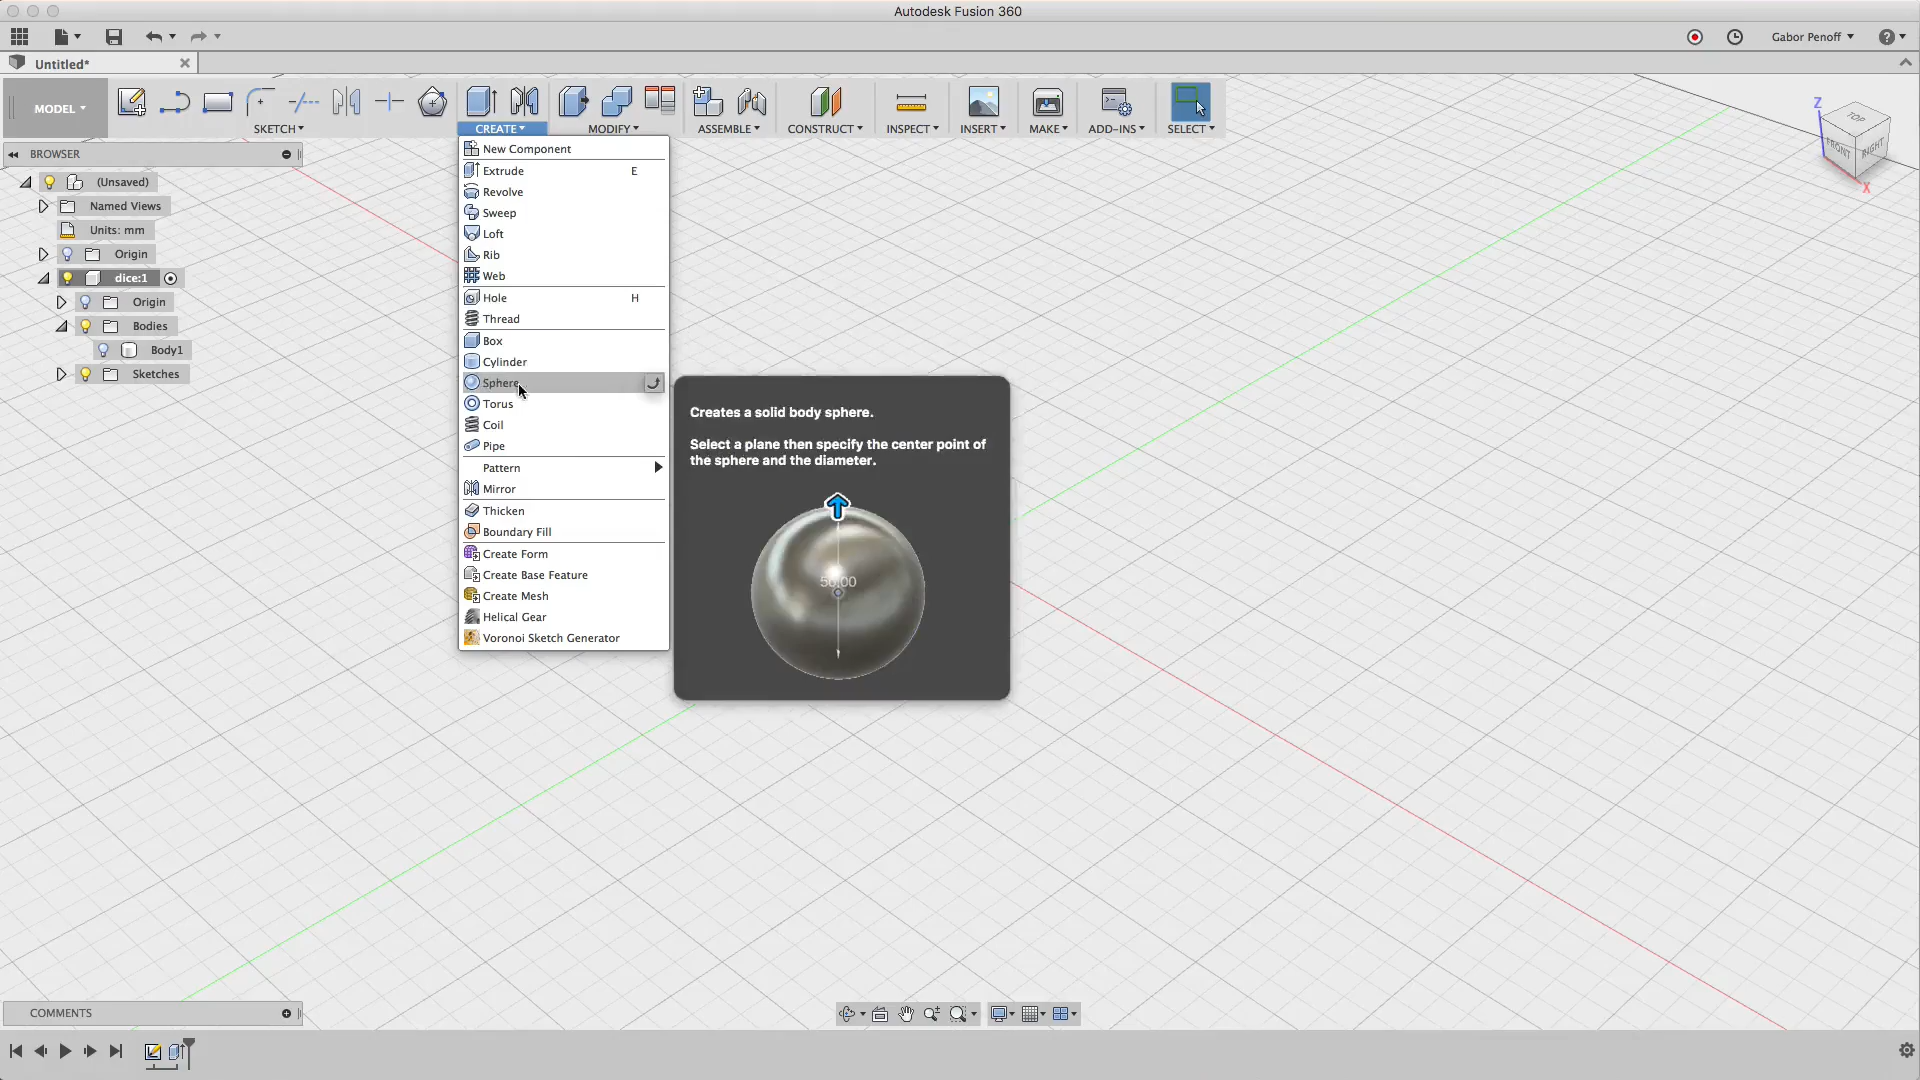 Autodesk Fusion 360
Gabor Penoff
Untitled*
MODEL
SKETCH
CREATE
MODIFY
ASSEMBLE
CONSTRUCT
INSPECT
INSERT
MAKE
ADD-INS
SELECT
Z
TOP
FRONT
RIGHT
X
BROWSER
(Unsaved)
Named Views
Units: mm
Origin
dice:1
Origin
Bodies
Body1
Sketches
New Component
Extrude E
Revolve
Sweep
Loft
Rib
Web
Hole H
Thread
Box
Cylinder
Sphere
Torus
Coil
Pipe
Pattern
Mirror
Thicken
Boundary Fill
Create Form
Create Base Feature
Create Mesh
Helical Gear
Voronoi Sketch Generator
Creates a solid body sphere.
Select a plane then specify the center point of
the sphere and the diameter.
50.00
COMMENTS